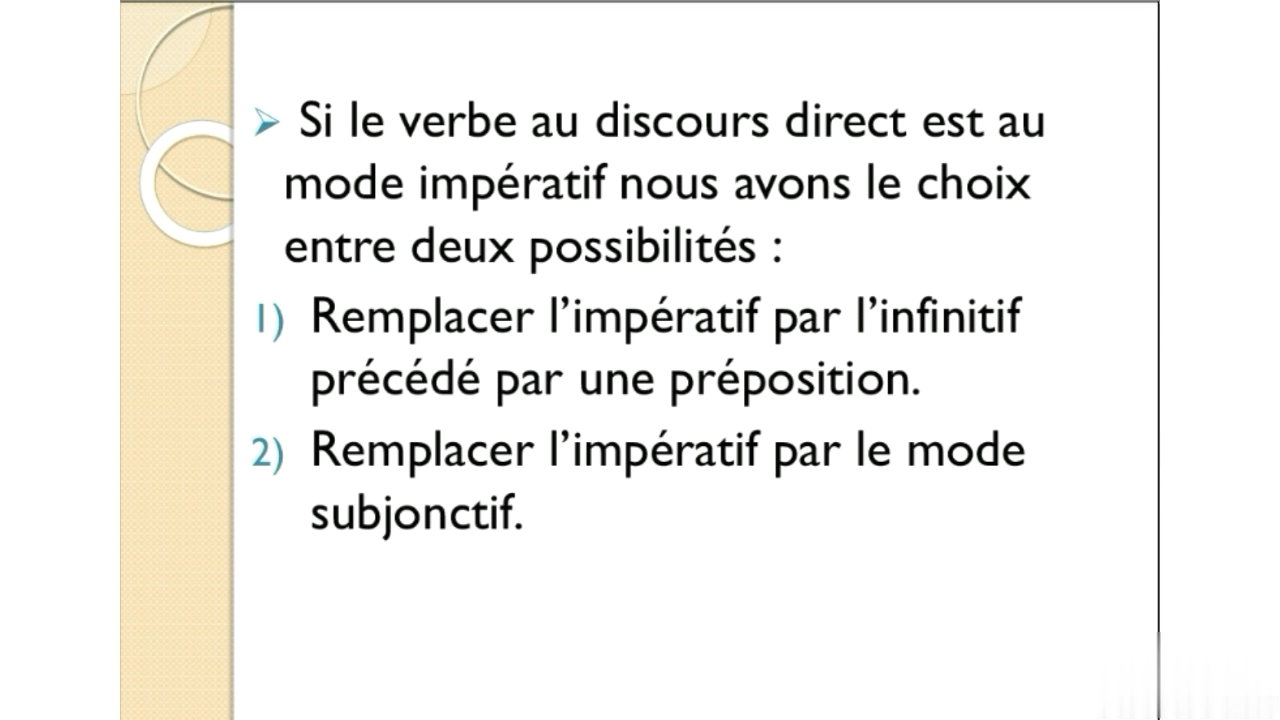 ➢ Si le verbe au discours direct est au
mode impératif nous avons le choix
entre deux possibilités :
1) Remplacer l’impératif par l’infinitif
précédé par une préposition.
2) Remplacer l’impératif par le mode
subjonctif.